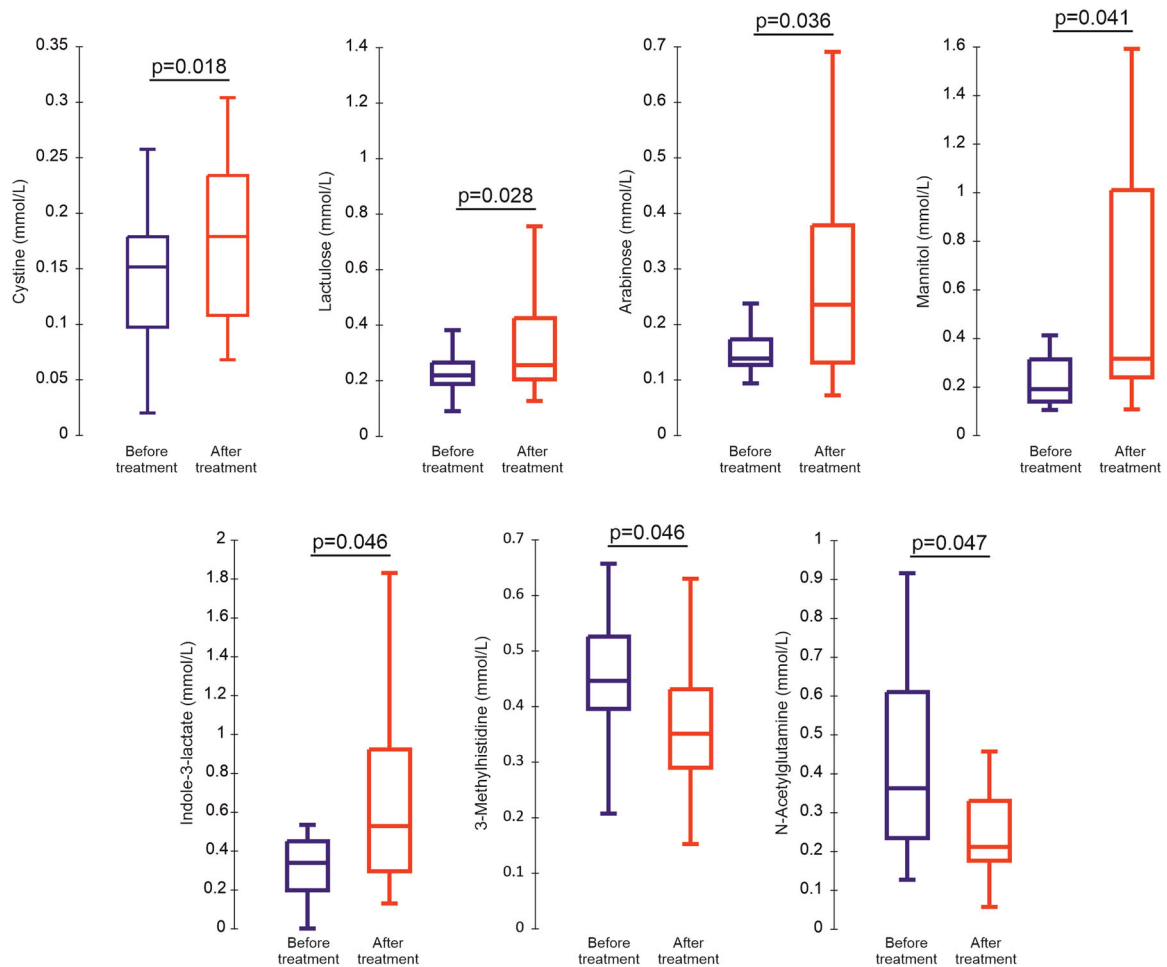 Cystine (mmol/L)
0.35
0.3
0.25
0.2
0.15
0.1
0.05
0
p=0.018
Before
treatment
After
treatment
Lactulose (mmol/L)
1.4
1.2
1
0.8
0.6
0.4
0.2
0
p=0.028
Before
treatment
After
treatment
Arabinose (mmol/L)
0.7
0.6
0.5
0.4
0.3
0.2
0.1
0
p=0.036
Before
treatment
After
treatment
Mannitol (mmol/L)
1.6
1.4
1.2
1
0.8
0.6
0.4
0.2
0
p=0.041
Before
treatment
After
treatment
Indole-3-lactate (mmol/L)
2
1.8
1.6
1.4
1.2
1
0.8
0.6
0.4
0.2
0
p=0.046
Before
treatment
After
treatment
3-Methylhistidine (mmol/L)
0.7
0.6
0.5
0.4
0.3
0.2
0.1
0
p=0.046
Before
treatment
After
treatment
N-Acetylglutamine (mmol/L)
1
0.9
0.8
0.7
0.6
0.5
0.4
0.3
0.2
0.1
0
p=0.047
Before
treatment
After
treatment